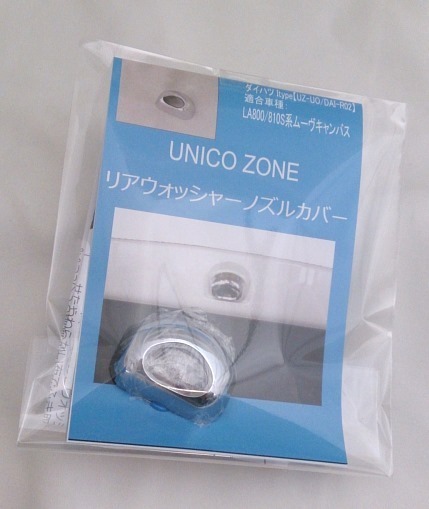 ダイハツ Itype【UZ-UO/DAI-R02】
適合車種：
LA800/810S系ムーヴキャンバス
UNICO ZONE
リアウォッシャーノズルカバー